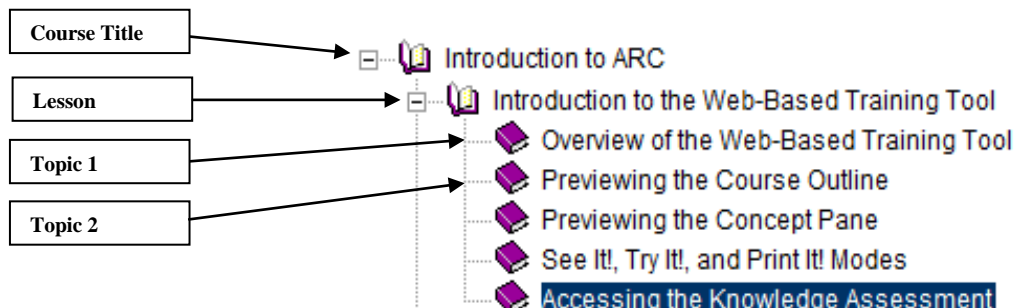 Course Title
Introduction to ARC
Lesson
Introduction to the Web-Based Training Tool
Overview of the Web-Based Training Tool
Topic 1
Previewing the Course Outline
Topic 2
Previewing the Concept Pane
See It!, Try It!, and Print It! Modes
Accessing the Knowledge Assessment